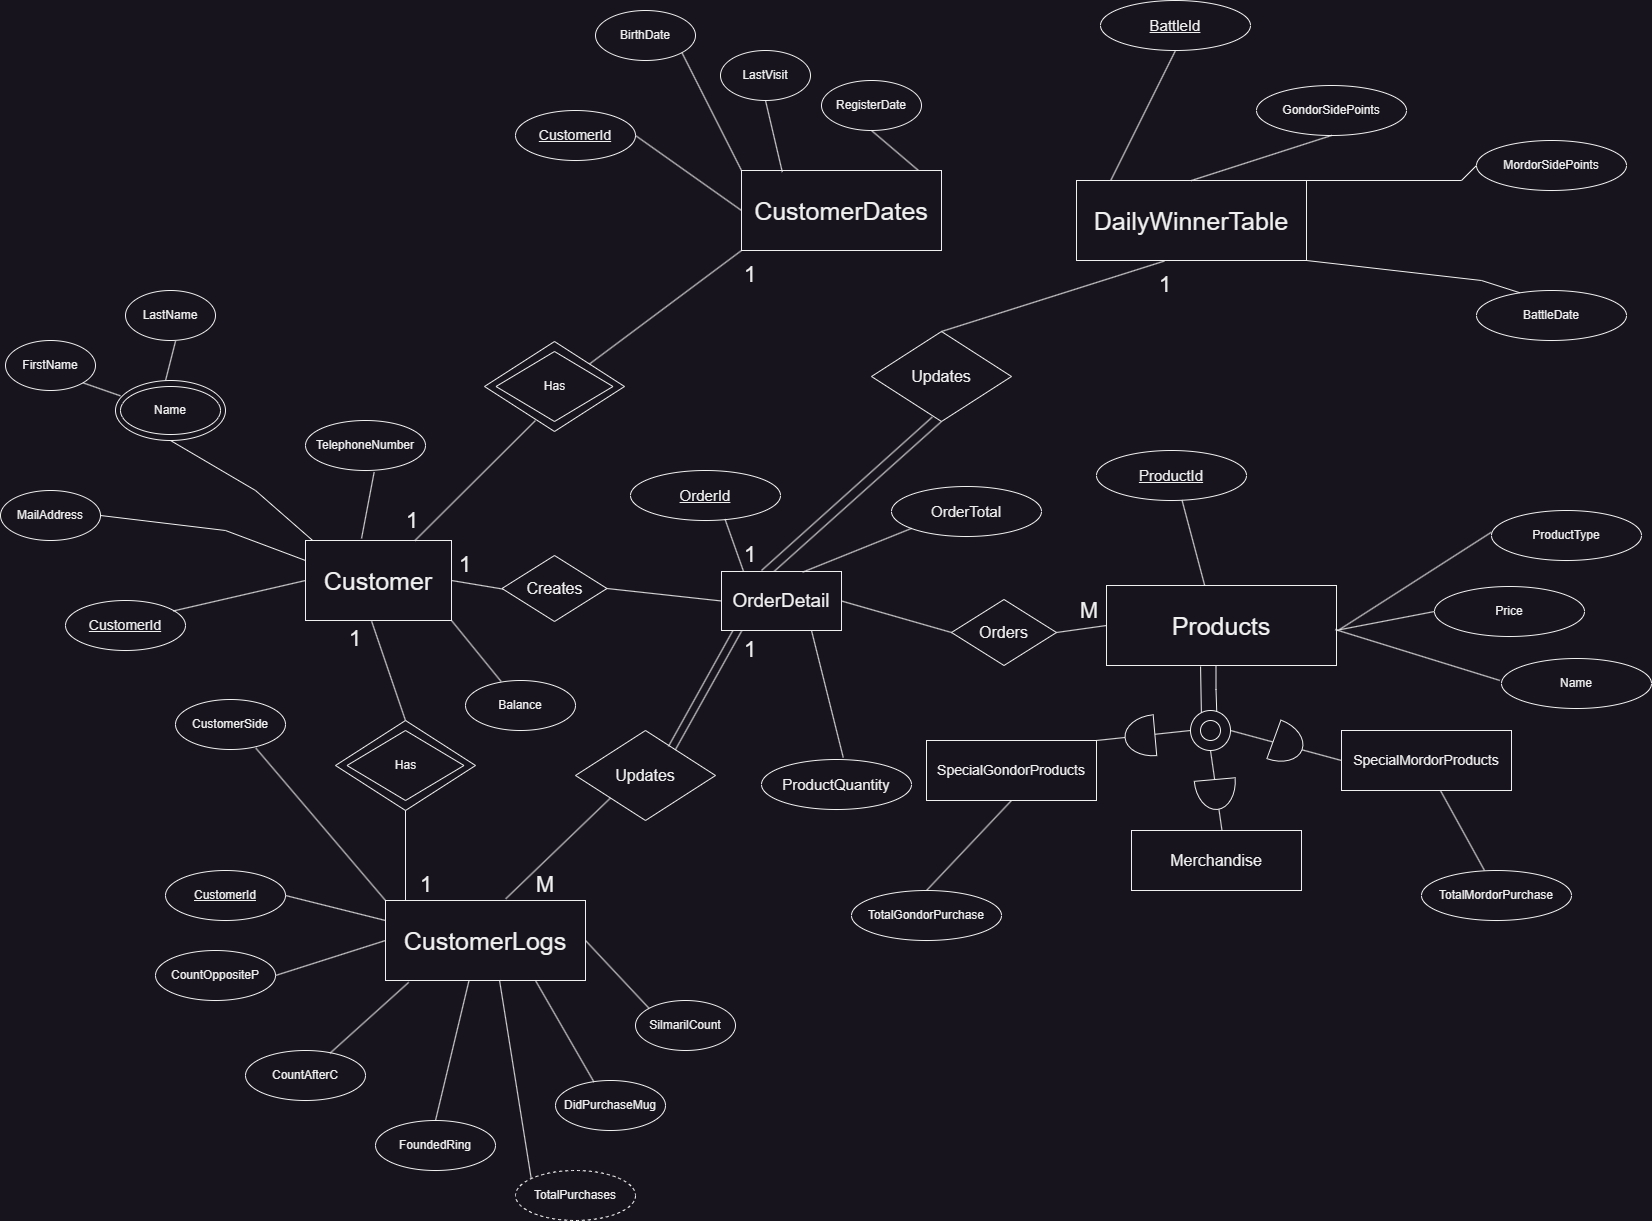 BattleId
BirthDate
LastVisit
GondorSidePoints
RegisterDate
CustomerId
MordorSidePoints
CustomerDates
DailyWinnerTable
1
1
LastName
BattleDate
FirstName
Has
Updates
Name
TelephoneNumber
ProductId
OrderId
OrderTotal
MailAddress
1
ProductType
1
1
Customer
Creates
OrderDetail
Price
M
CustomerId
Orders
Products
1
1
Name
Balance
CustomerSide
Has
Updates
ProductQuantity
SpecialGondorProducts
SpecialMordorProducts
Merchandise
1
M
CustomerId
TotalGondorPurchase
TotalMordorPurchase
CustomerLogs
CountOppositeP
SilmarilCount
CountAfterC
DidPurchaseMug
FoundedRing
TotalPurchases